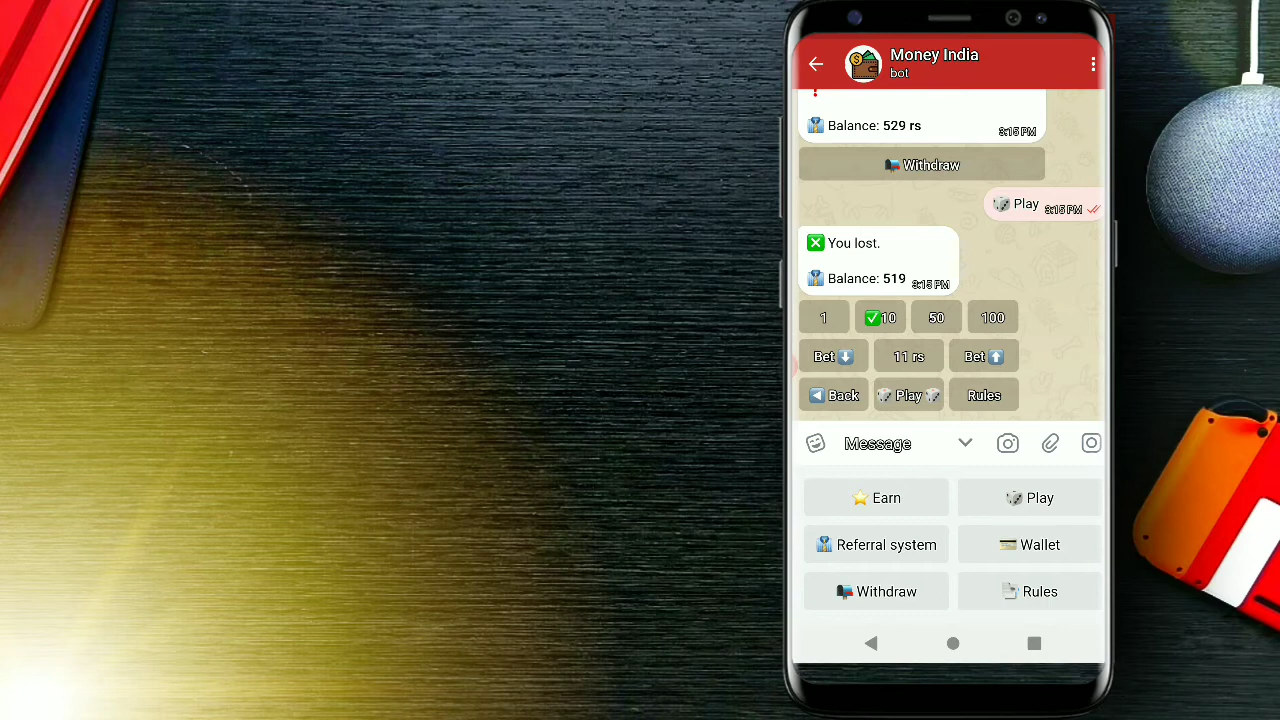 Money India
bot
Balance: 529 rs
3:15 PM
Withdraw
Play 3:15 PM
You lost.
Balance: 519 3:15 PM
1 10 50 100
Bet 11 rs Bet
Back Play Rules
Message
Earn Play
Referral system Wallet
Withdraw Rules